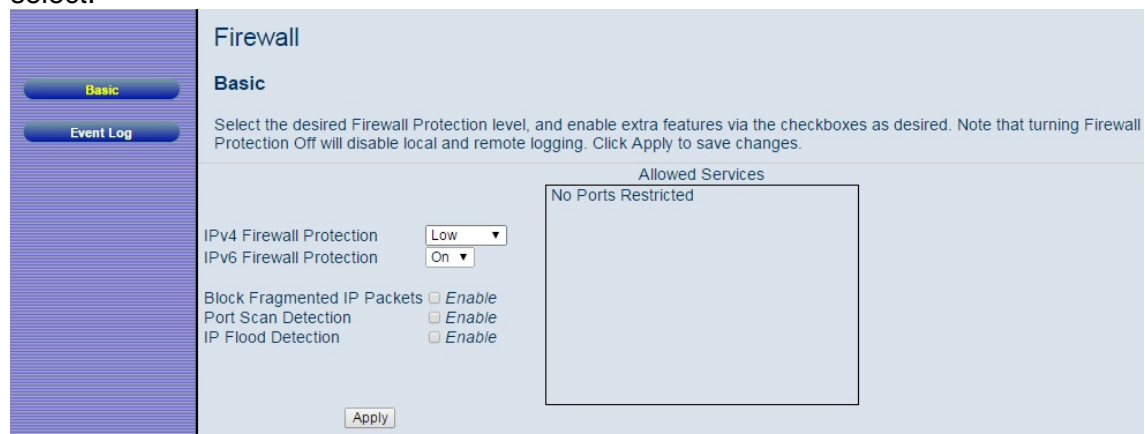 select.
Firewall
Basic
Basic
Event Log
Select the desired Firewall Protection level, and enable extra features via the checkboxes as desired. Note that turning Firewall
Protection Off will disable local and remote logging. Click Apply to save changes.
Allowed Services
No Ports Restricted
IPv4 Firewall Protection Low
IPv6 Firewall Protection On
Block Fragmented IP Packets Enable
Port Scan Detection Enable
IP Flood Detection Enable
Apply